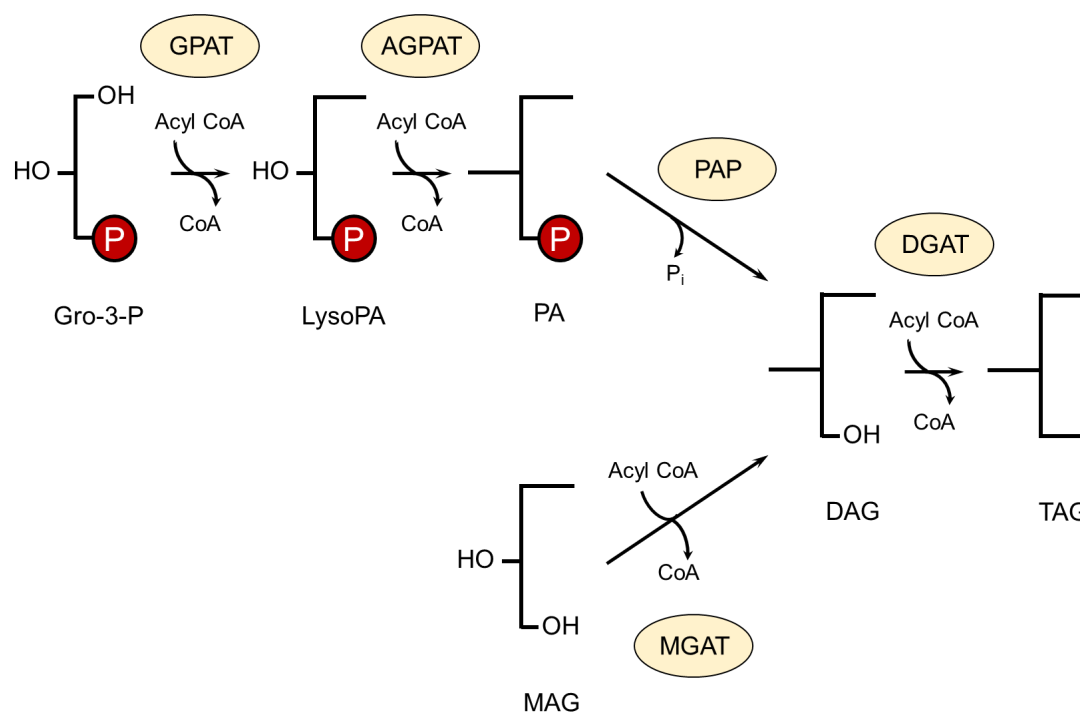 GPAT
AGPAT
OH
Acyl CoA
HO
CoA
P
Gro-3-P
Acyl CoA
HO
CoA
P
LysoPA
P
PA
PAP
Pi
DGAT
Acyl CoA
CoA
OH
DAG
TAG
Acyl CoA
HO
CoA
OH
MGAT
MAG